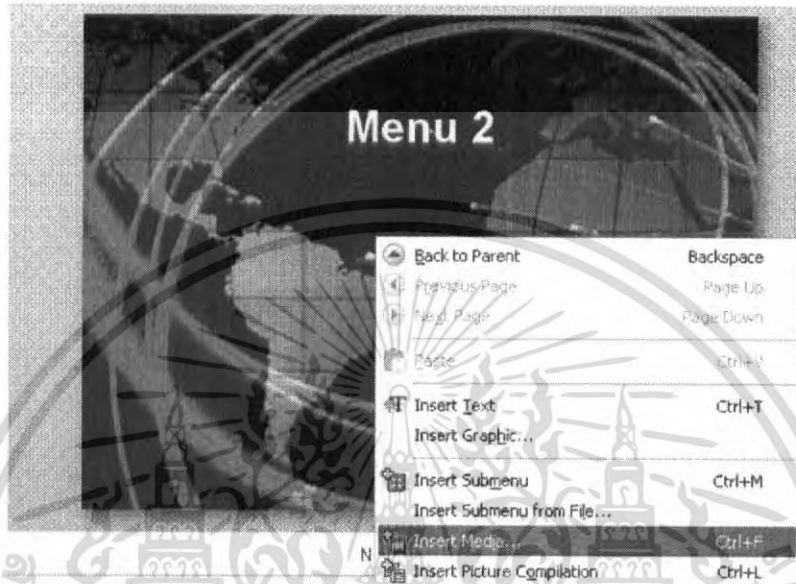 Menu 2
Back to Parent Backspace
Previous Page Page Up
Next Page Page Down
Paste Ctrl+V
Insert Text Ctrl+T
Insert Graphic...
Insert Submenu Ctrl+M
Insert Submenu from File...
N
Insert Media... Ctrl+F
Insert Picture Compilation Ctrl+L